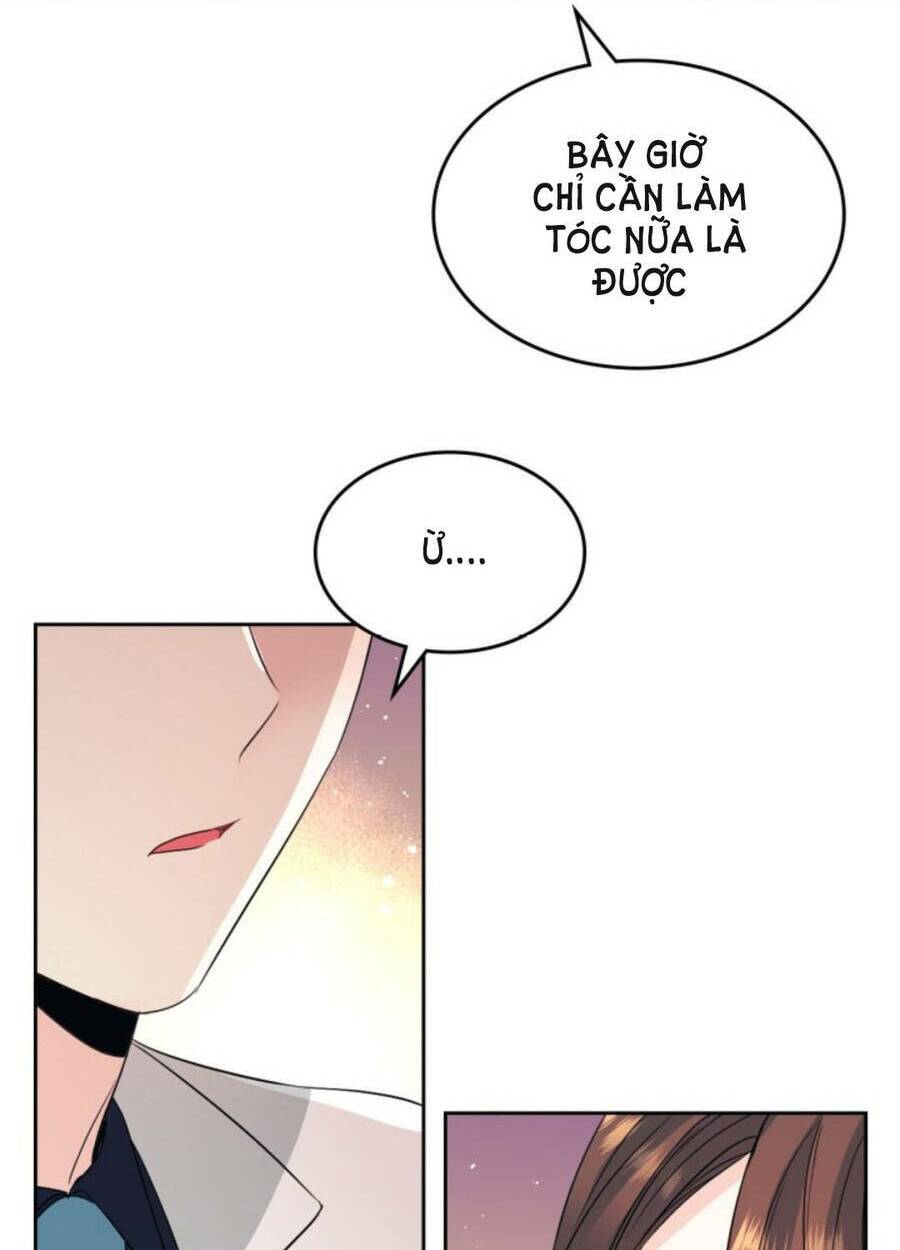 BÂY GIỜ
CHỈ CẦN LÀM
TÓC NỮA LÀ
ĐƯỢC
Ừ....